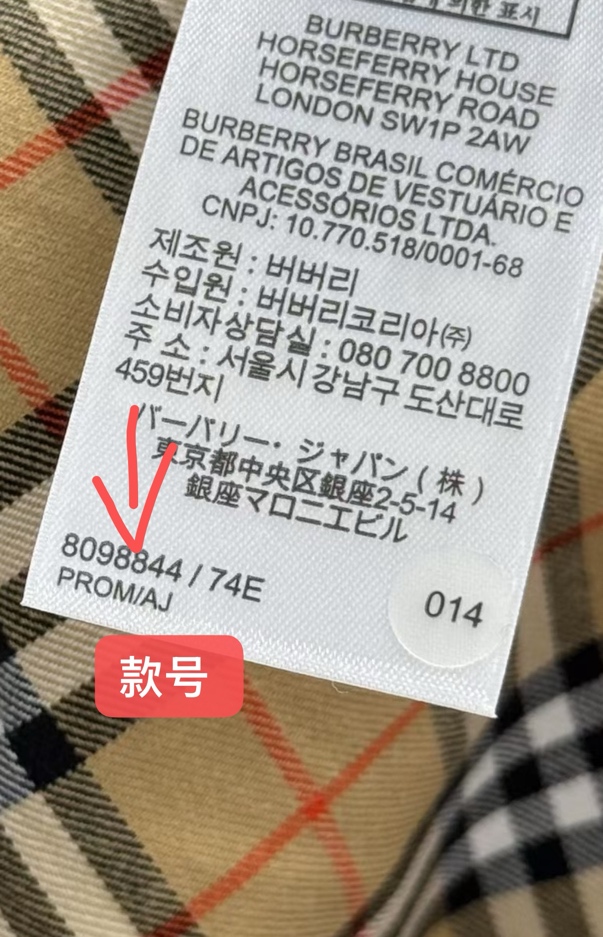 의한 표시
BURBERRY LTD
HORSEFERRY HOUSE
HORSEFERRY ROAD
LONDON SW1P 2AW
BURBERRY BRASIL COMÉRCIO
DE ARTIGOS DE VESTUÁRIO E
ACESSÓRIOS LTDA.
CNPJ: 10.770.518/0001-68
제조원 : 버버리
수입원 : 버버리코리아㈜
소비자상담실 : 080 700 8800
주 소 : 서울시 강남구 도산대로
459번지
バーバリー・ジャパン ( 株 )
東京都中央区銀座2-5-14
銀座マロニエビル
8098844 / 74E
PROM/AJ
014
款号